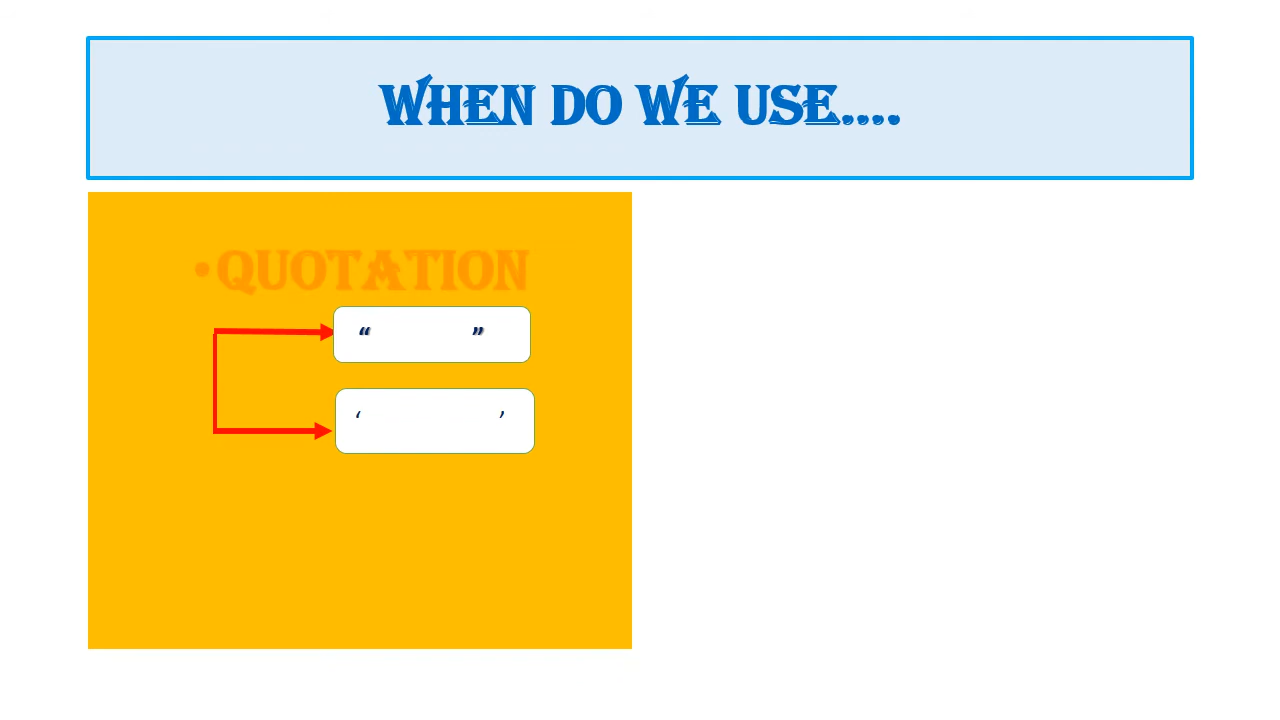 WHEN DO WE USE....
•QUOTATION
“ ”
‘ ’